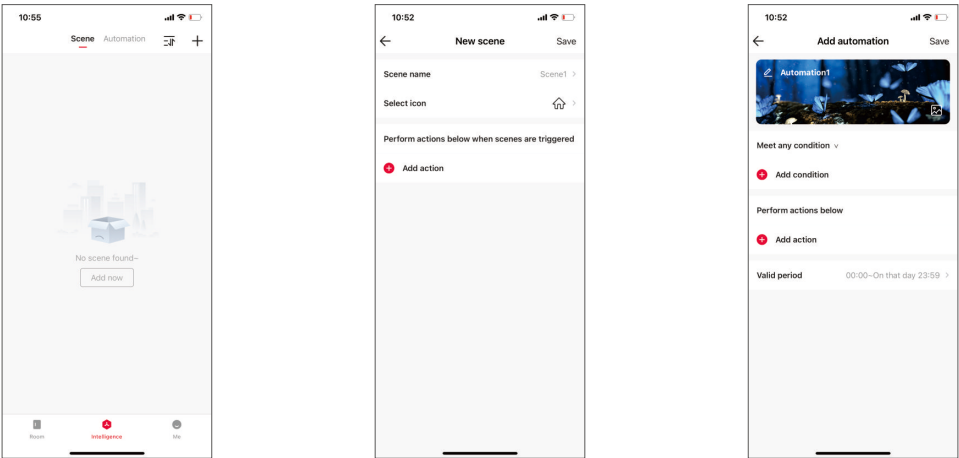 10:55
Scene Automation
No scene found~
Add now
Room Intelligence Me
10:52
New scene Save
Scene name Scene1 >
Select icon >
Perform actions below when scenes are triggered
Add action
10:52
Add automation Save
Automation1
Meet any condition ∨
Add condition
Perform actions below
Add action
Valid period 00:00~On that day 23:59 >